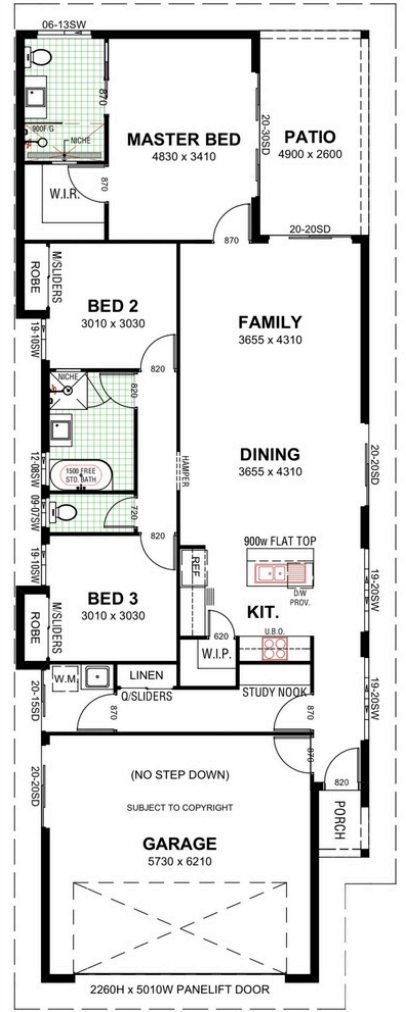 06-13SW
870
900F/G
NICHE
MASTER BED
4830 x 3410
20-30SD
PATIO
4900 x 2600
W.I.R.
870
870
20-20SD
ROBE
M/SLIDERS
BED 2
3010 x 3030
FAMILY
3655 x 4310
19-10SW
820
NICHE
820
12-08SW
1500 FREE
STD. BATH
HAMPER
DINING
3655 x 4310
20-20SD
09-07SW
720
820
19-10SW
900w FLAT TOP
REF
D/W
PROV.
19-20SW
BED 3
3010 x 3030
ROBE
M/SLIDERS
KIT.
620
U.B.O.
W.I.P.
W.M.
LINEN
Q/SLIDERS
STUDY NOOK
19-20SW
20-15SD
870
870
870
820
20-20SD
(NO STEP DOWN)
SUBJECT TO COPYRIGHT
PORCH
GARAGE
5730 x 6210
2260H x 5010W PANELIFT DOOR